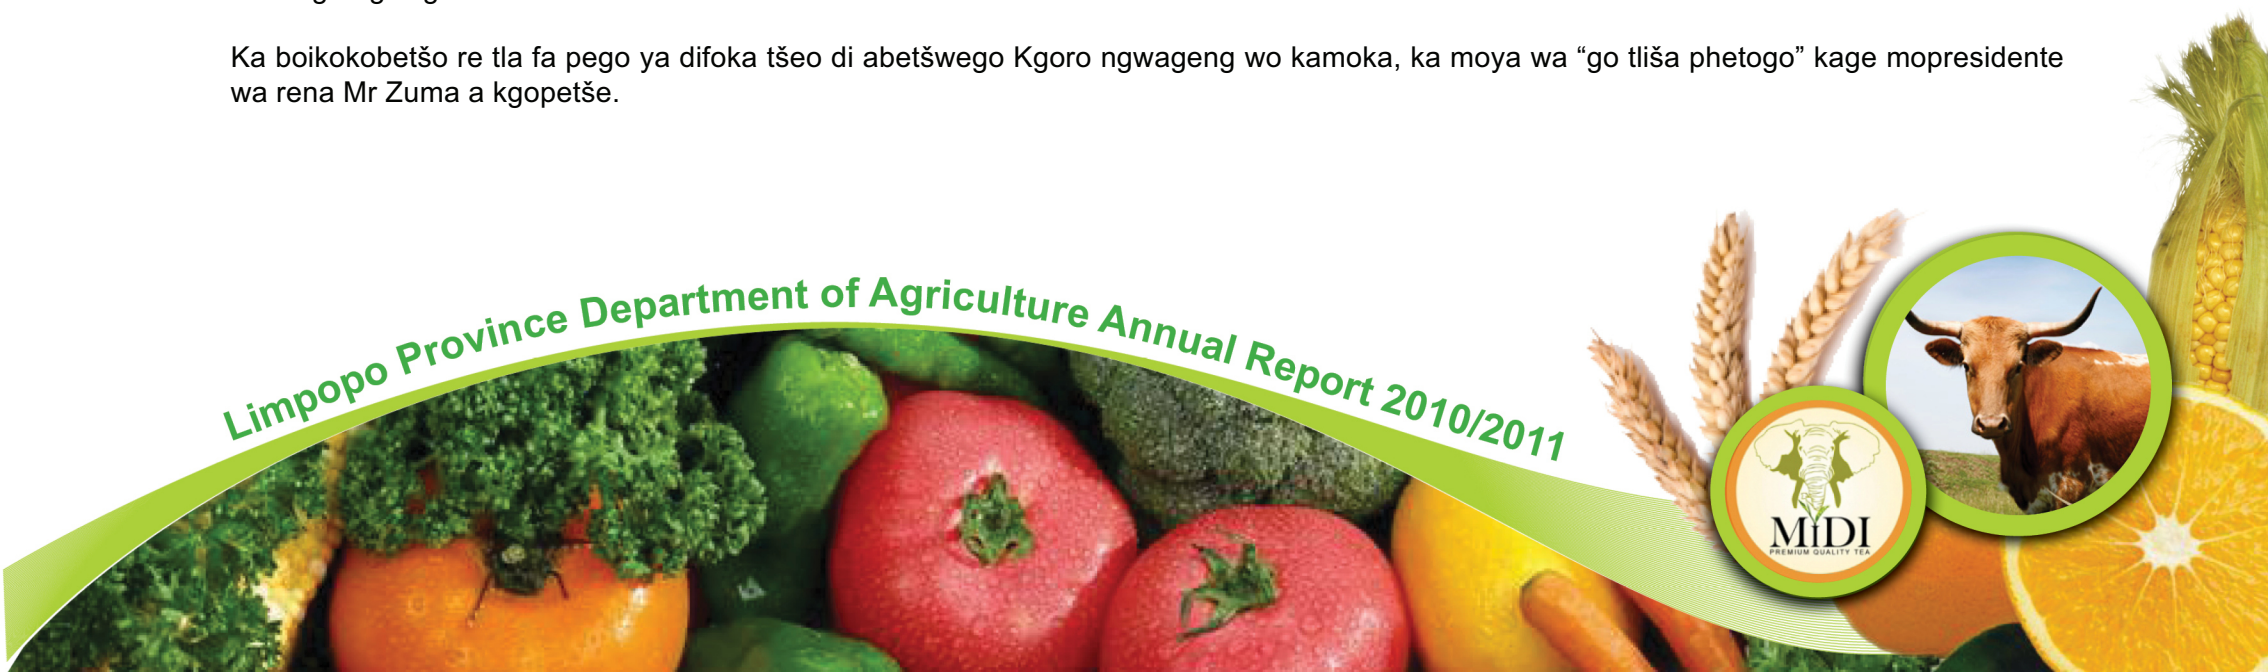 Ka boikokobetšo re tla fa pego ya difoka tšeo di abetšwego Kgoro ngwageng wo kamoka, ka moya wa “go tliša phetogo” kage mopresidente
wa rena Mr Zuma a kgopetše.
Limpopo Province Department of Agriculture Annual Report 2010/2011
MiDI
PREMIUM QUALITY TEA